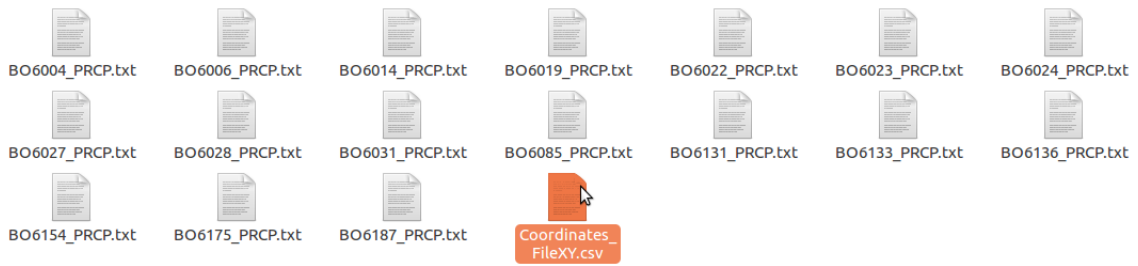 BO6004_PRCP.txt BO6006_PRCP.txt BO6014_PRCP.txt BO6019_PRCP.txt BO6022_PRCP.txt BO6023_PRCP.txt BO6024_PRCP.txt
BO6027_PRCP.txt BO6028_PRCP.txt BO6031_PRCP.txt BO6085_PRCP.txt BO6131_PRCP.txt BO6133_PRCP.txt BO6136_PRCP.txt
BO6154_PRCP.txt BO6175_PRCP.txt BO6187_PRCP.txt Coordinates_
FileXY.csv